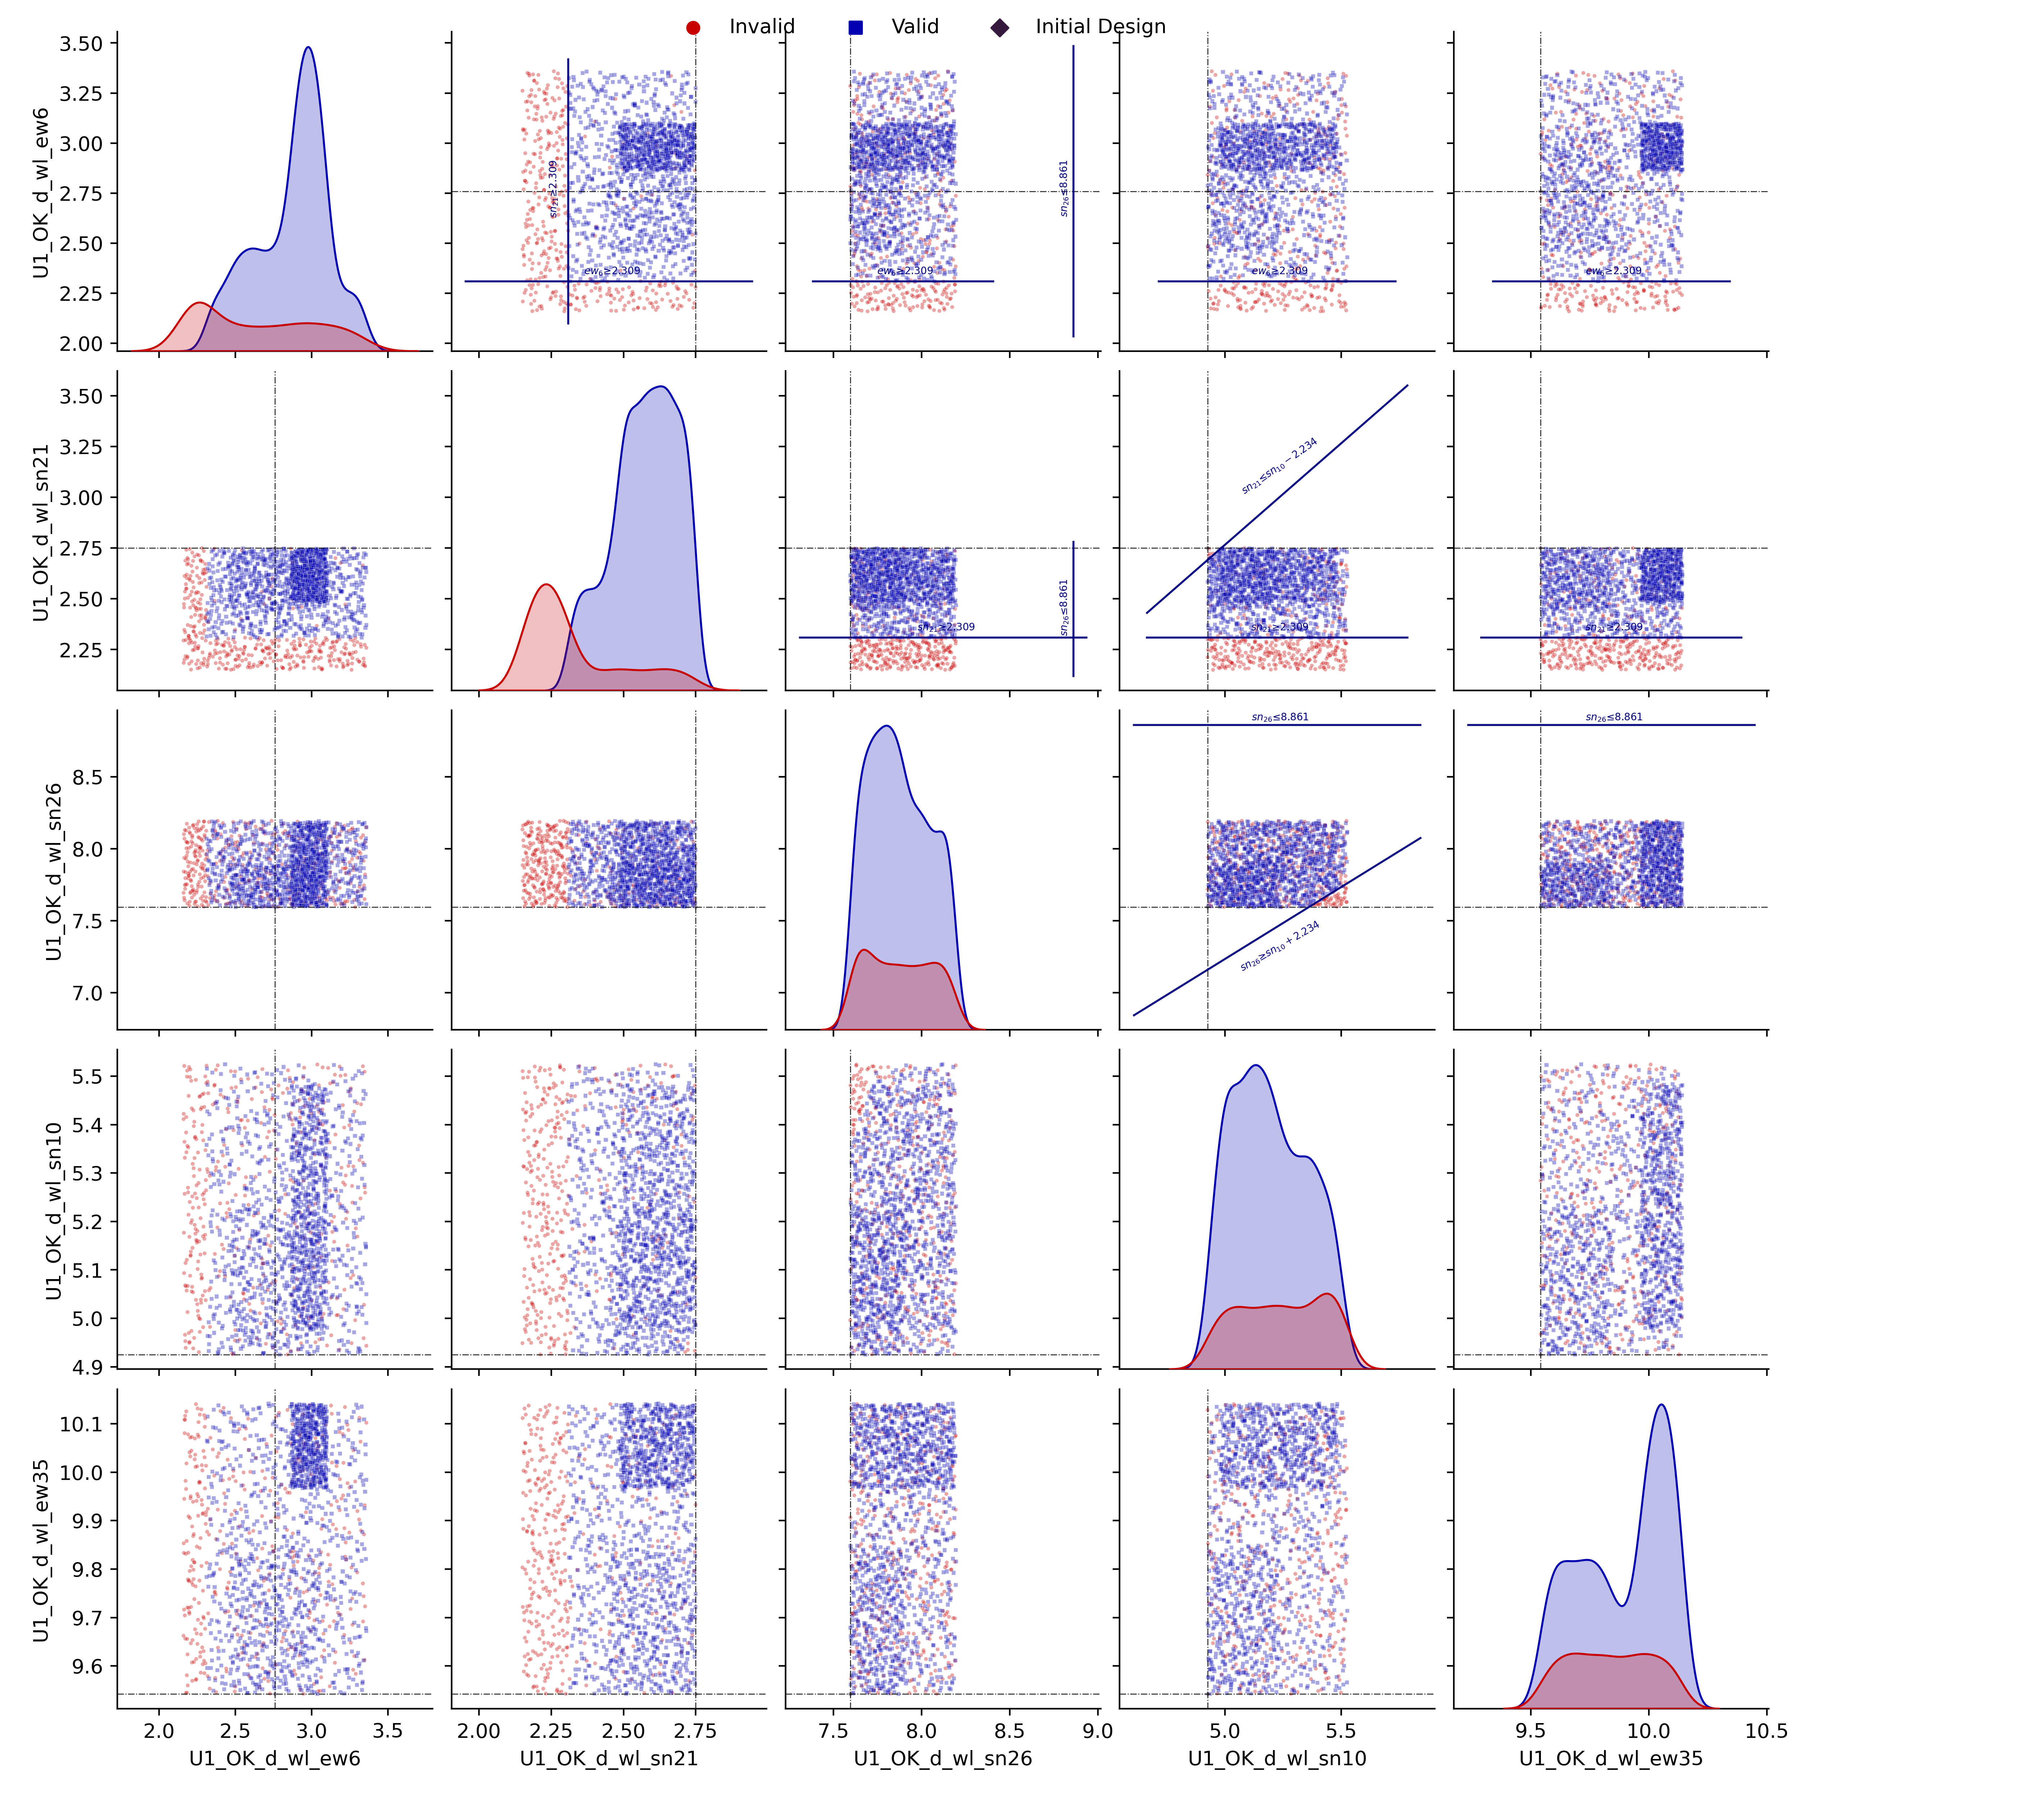 Invalid Valid Initial Design
3.50
3.25
3.00
2.75
2.50
2.25
2.00
U1_OK_d_wl_ew6
sn₂₁≥2.309
ew₆≥2.309
ew₆≥2.309
sn₂₆≤8.861
ew₆≥2.309
ew₆≥2.309
3.50
3.25
3.00
2.75
2.50
2.25
U1_OK_d_wl_sn21
sn₂₁≥2.309
sn₂₆≤8.861
sn₂₁≤sn₁₀−2.234
sn₂₁≥2.309
sn₂₁≥2.309
8.5
8.0
7.5
7.0
U1_OK_d_wl_sn26
sn₂₆≤8.861
sn₂₆≥sn₁₀+2.234
sn₂₆≤8.861
5.5
5.4
5.3
5.2
5.1
5.0
4.9
U1_OK_d_wl_sn10
10.1
10.0
9.9
9.8
9.7
9.6
U1_OK_d_wl_ew35
2.0 2.5 3.0 3.5 2.00 2.25 2.50 2.75 7.5 8.0 8.5 9.0 5.0 5.5 9.5 10.0 10.5
U1_OK_d_wl_ew6 U1_OK_d_wl_sn21 U1_OK_d_wl_sn26 U1_OK_d_wl_sn10 U1_OK_d_wl_ew35